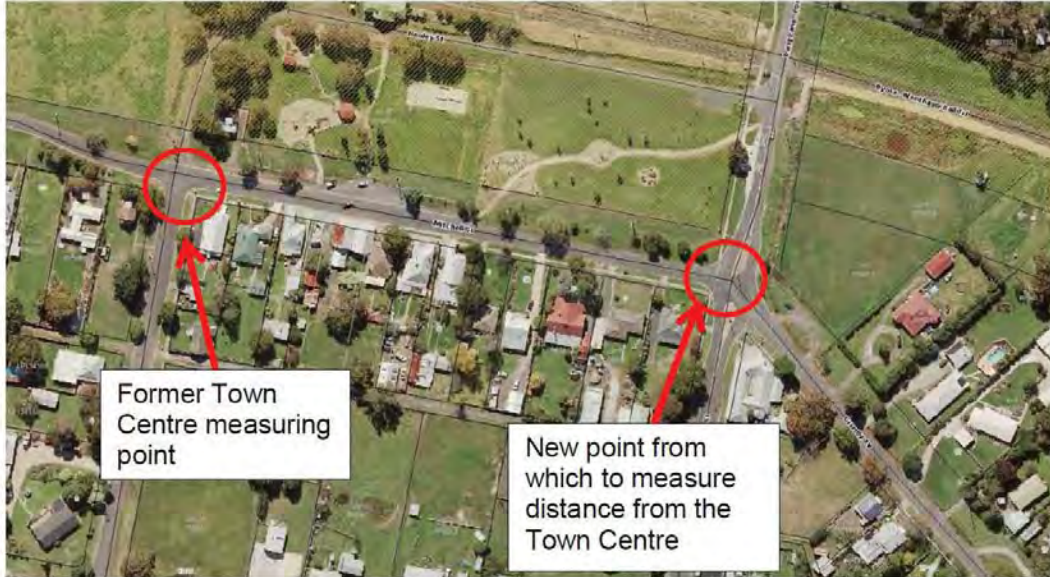 Former Town
Centre measuring
point
New point from
which to measure
distance from the
Town Centre